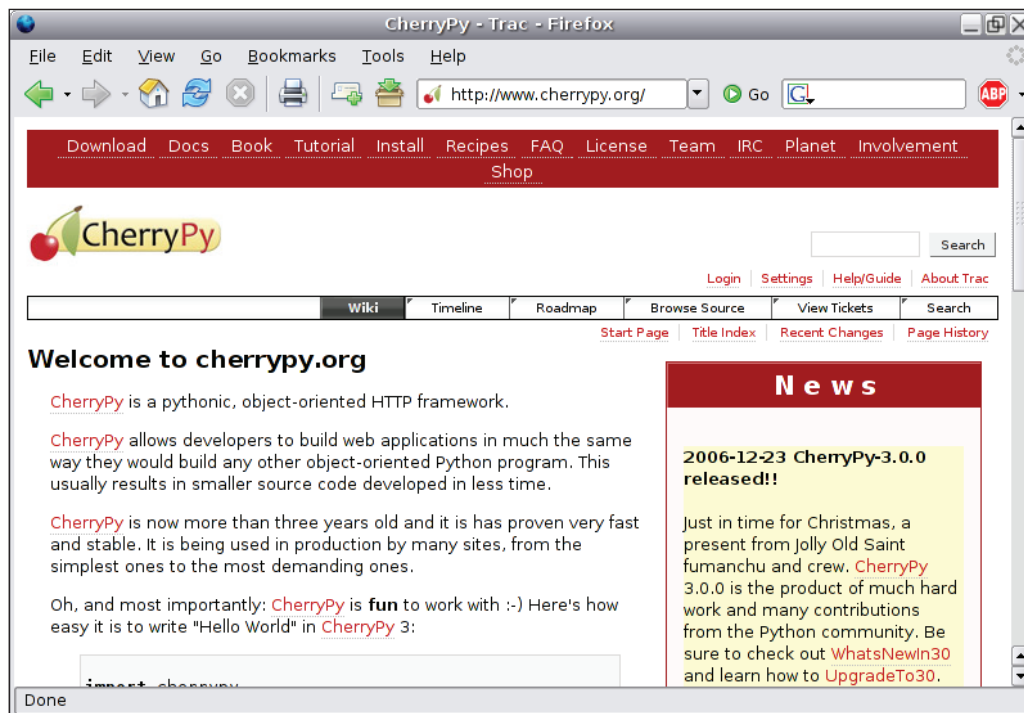 CherryPy - Trac - Firefox
File Edit View Go Bookmarks Tools Help
http://www.cherrypy.org/ Go G ABP
Download Docs Book Tutorial Install Recipes FAQ License Team IRC Planet Involvement
Shop
CherryPy
Search
Login Settings Help/Guide About Trac
Wiki Timeline Roadmap Browse Source View Tickets Search
Start Page Title Index Recent Changes Page History
Welcome to cherrypy.org
CherryPy is a pythonic, object-oriented HTTP framework.
CherryPy allows developers to build web applications in much the same
way they would build any other object-oriented Python program. This
usually results in smaller source code developed in less time.
CherryPy is now more than three years old and it is has proven very fast
and stable. It is being used in production by many sites, from the
simplest ones to the most demanding ones.
Oh, and most importantly: CherryPy is fun to work with :-) Here's how
easy it is to write "Hello World" in CherryPy 3:
import cherrypy
News
2006-12-23 CherryPy-3.0.0
released!!
Just in time for Christmas, a
present from Jolly Old Saint
fumanchu and crew. CherryPy
3.0.0 is the product of much hard
work and many contributions
from the Python community. Be
sure to check out WhatsNewIn30
and learn how to UpgradeTo30.
Done